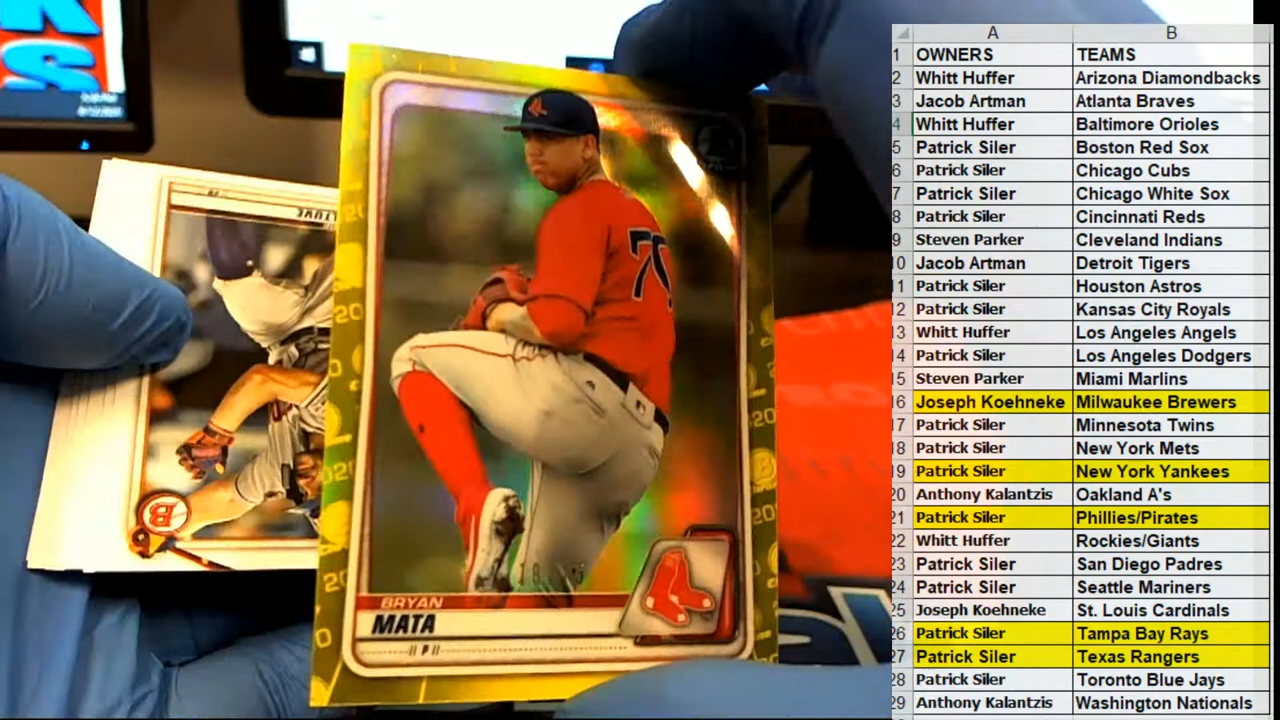 K
S
70
BRYAN
MATA
P
A B
1 OWNERS TEAMS
2 Whitt Huffer Arizona Diamondbacks
3 Jacob Artman Atlanta Braves
4 Whitt Huffer Baltimore Orioles
5 Patrick Siler Boston Red Sox
6 Patrick Siler Chicago Cubs
7 Patrick Siler Chicago White Sox
8 Patrick Siler Cincinnati Reds
9 Steven Parker Cleveland Indians
10 Jacob Artman Detroit Tigers
11 Patrick Siler Houston Astros
12 Patrick Siler Kansas City Royals
13 Whitt Huffer Los Angeles Angels
14 Patrick Siler Los Angeles Dodgers
15 Steven Parker Miami Marlins
16 Joseph Koehneke Milwaukee Brewers
17 Patrick Siler Minnesota Twins
18 Patrick Siler New York Mets
19 Patrick Siler New York Yankees
20 Anthony Kalantzis Oakland A's
21 Patrick Siler Phillies/Pirates
22 Whitt Huffer Rockies/Giants
23 Patrick Siler San Diego Padres
24 Patrick Siler Seattle Mariners
25 Joseph Koehneke St. Louis Cardinals
26 Patrick Siler Tampa Bay Rays
27 Patrick Siler Texas Rangers
28 Patrick Siler Toronto Blue Jays
29 Anthony Kalantzis Washington Nationals